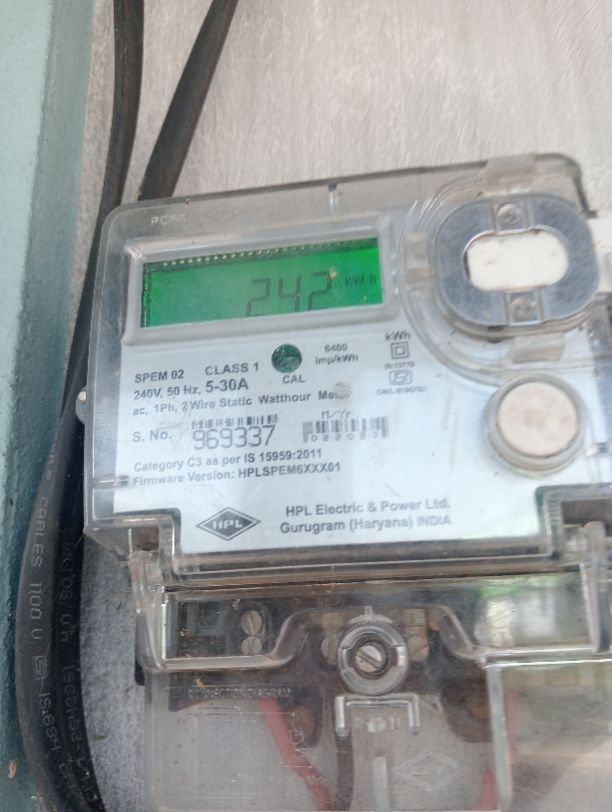 242 kWh
SPEM 02 CLASS 1
CAL
6400
imp/kWh
kWh
240V, 50 Hz, 5-30A
ac, 1Ph, 2 Wire Static Watthour
S. No. 969337
Category C3 as per IS 15959:2011
Firmware Version: HPLSPEM6XXX01
HPL
HPL Electric & Power Ltd.
Gurugram (Haryana) INDIA